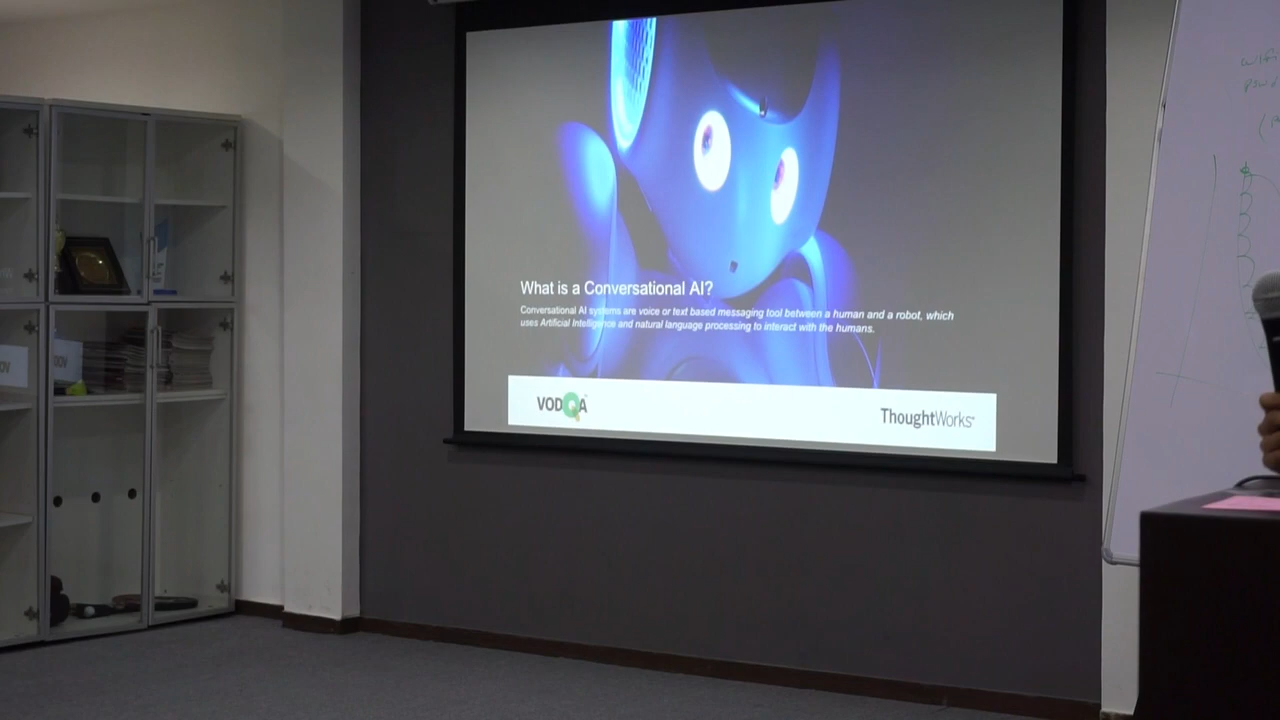 What is a Conversational AI?
Conversational AI systems are voice or text based messaging tool between a human and a robot, which
uses Artificial Intelligence and natural language processing to interact with the humans.
VODQA
ThoughtWorks